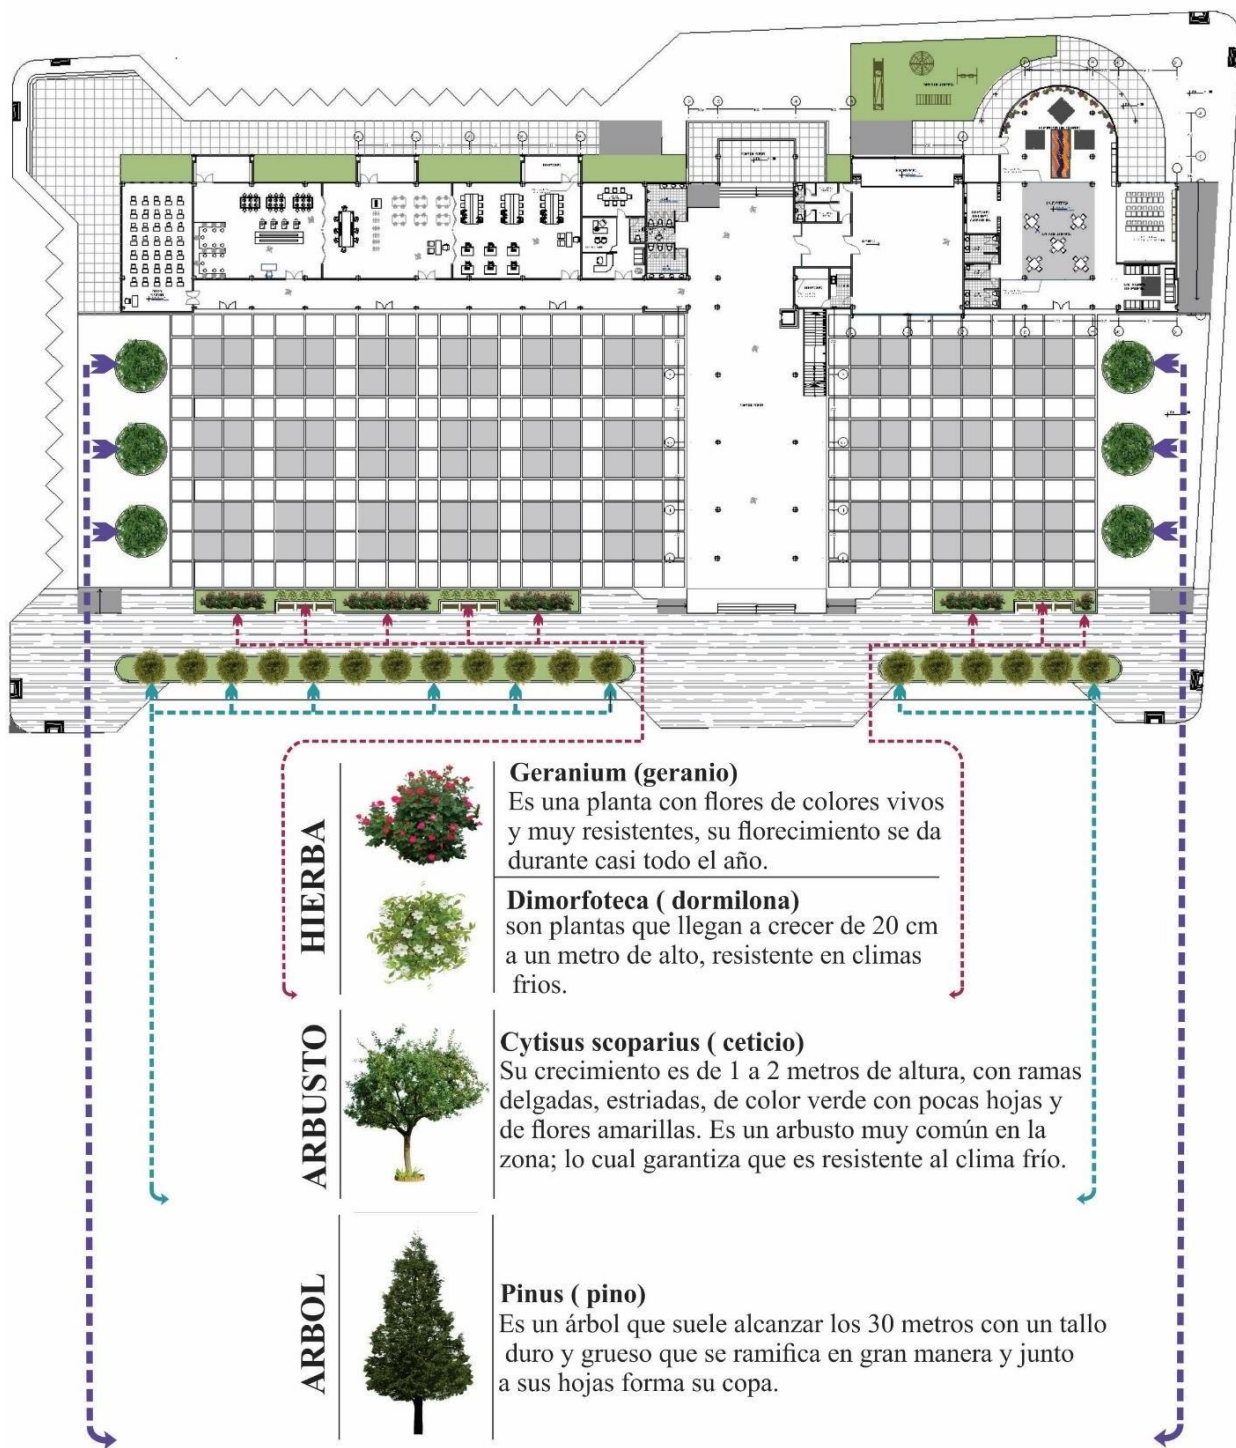 HIERBA
Geranium (geranio)
Es una planta con flores de colores vivos
y muy resistentes, su florecimiento se da
durante casi todo el año.
Dimorfoteca ( dormilona)
son plantas que llegan a crecer de 20 cm
a un metro de alto, resistente en climas
frios.
ARBUSTO
Cytisus scoparius ( ceticio)
Su crecimiento es de 1 a 2 metros de altura, con ramas
delgadas, estriadas, de color verde con pocas hojas y
de flores amarillas. Es un arbusto muy común en la
zona; lo cual garantiza que es resistente al clima frío.
ARBOL
Pinus ( pino)
Es un árbol que suele alcanzar los 30 metros con un tallo
duro y grueso que se ramifica en gran manera y junto
a sus hojas forma su copa.